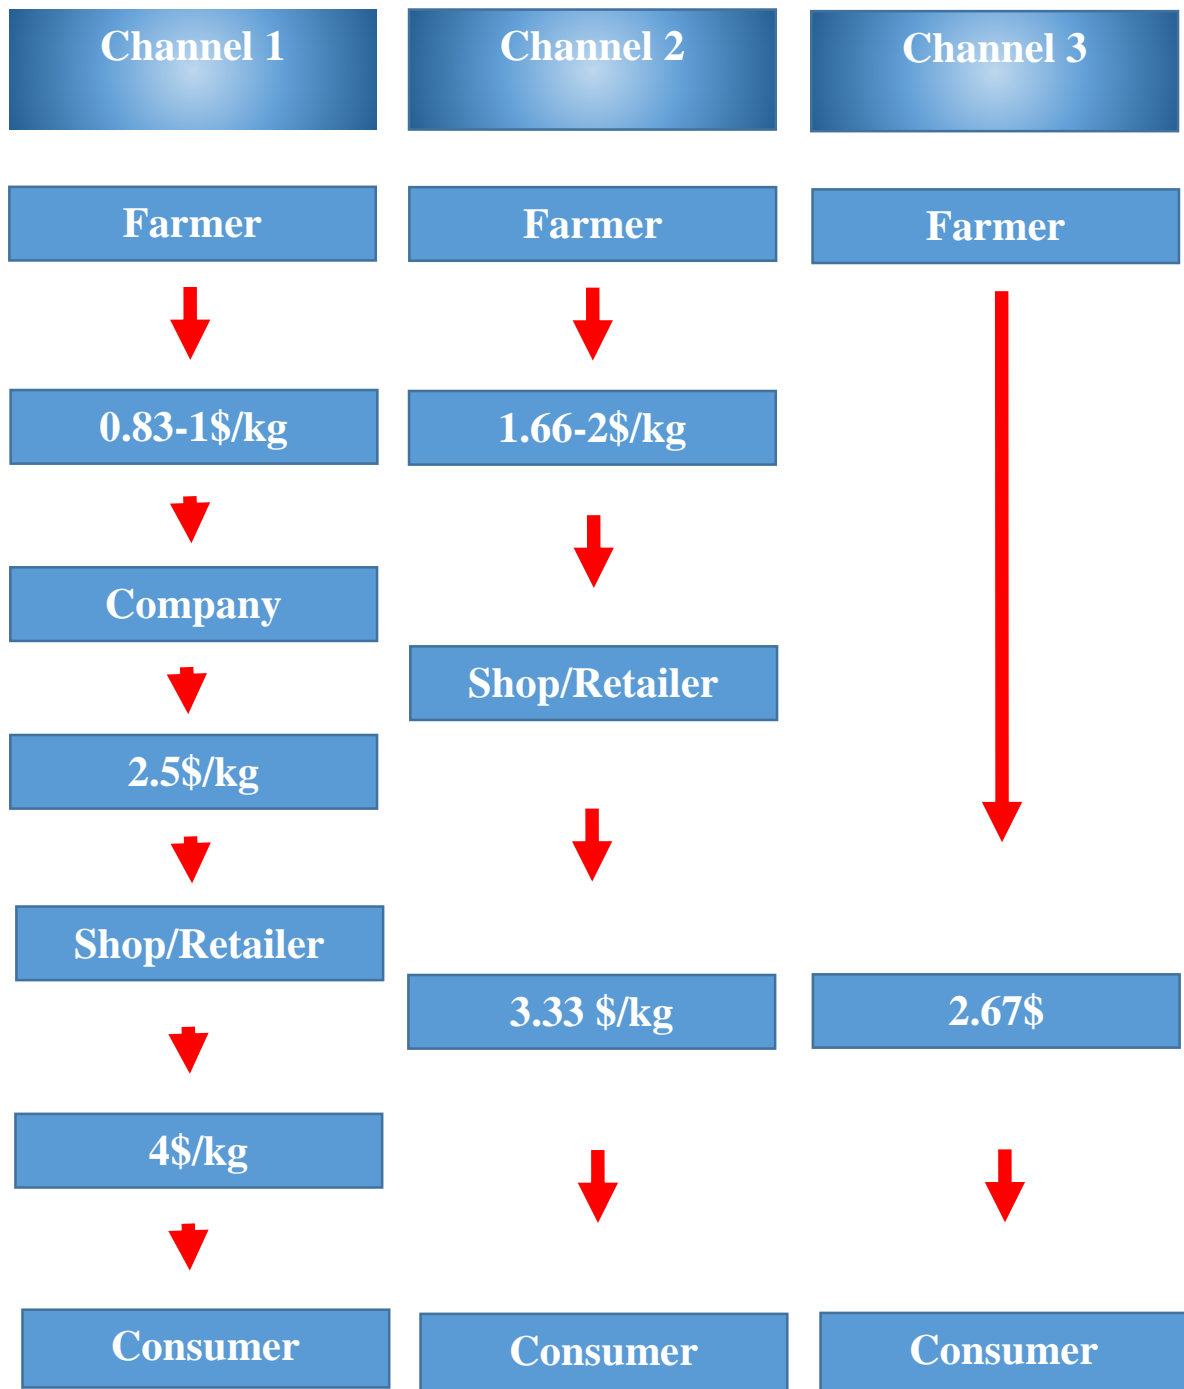 Channel 1
Channel 2
Channel 3
Farmer
Farmer
Farmer
0.83-1$/kg
1.66-2$/kg
Company
Shop/Retailer
2.5$/kg
Shop/Retailer
3.33 $/kg
2.67$
4$/kg
Consumer
Consumer
Consumer